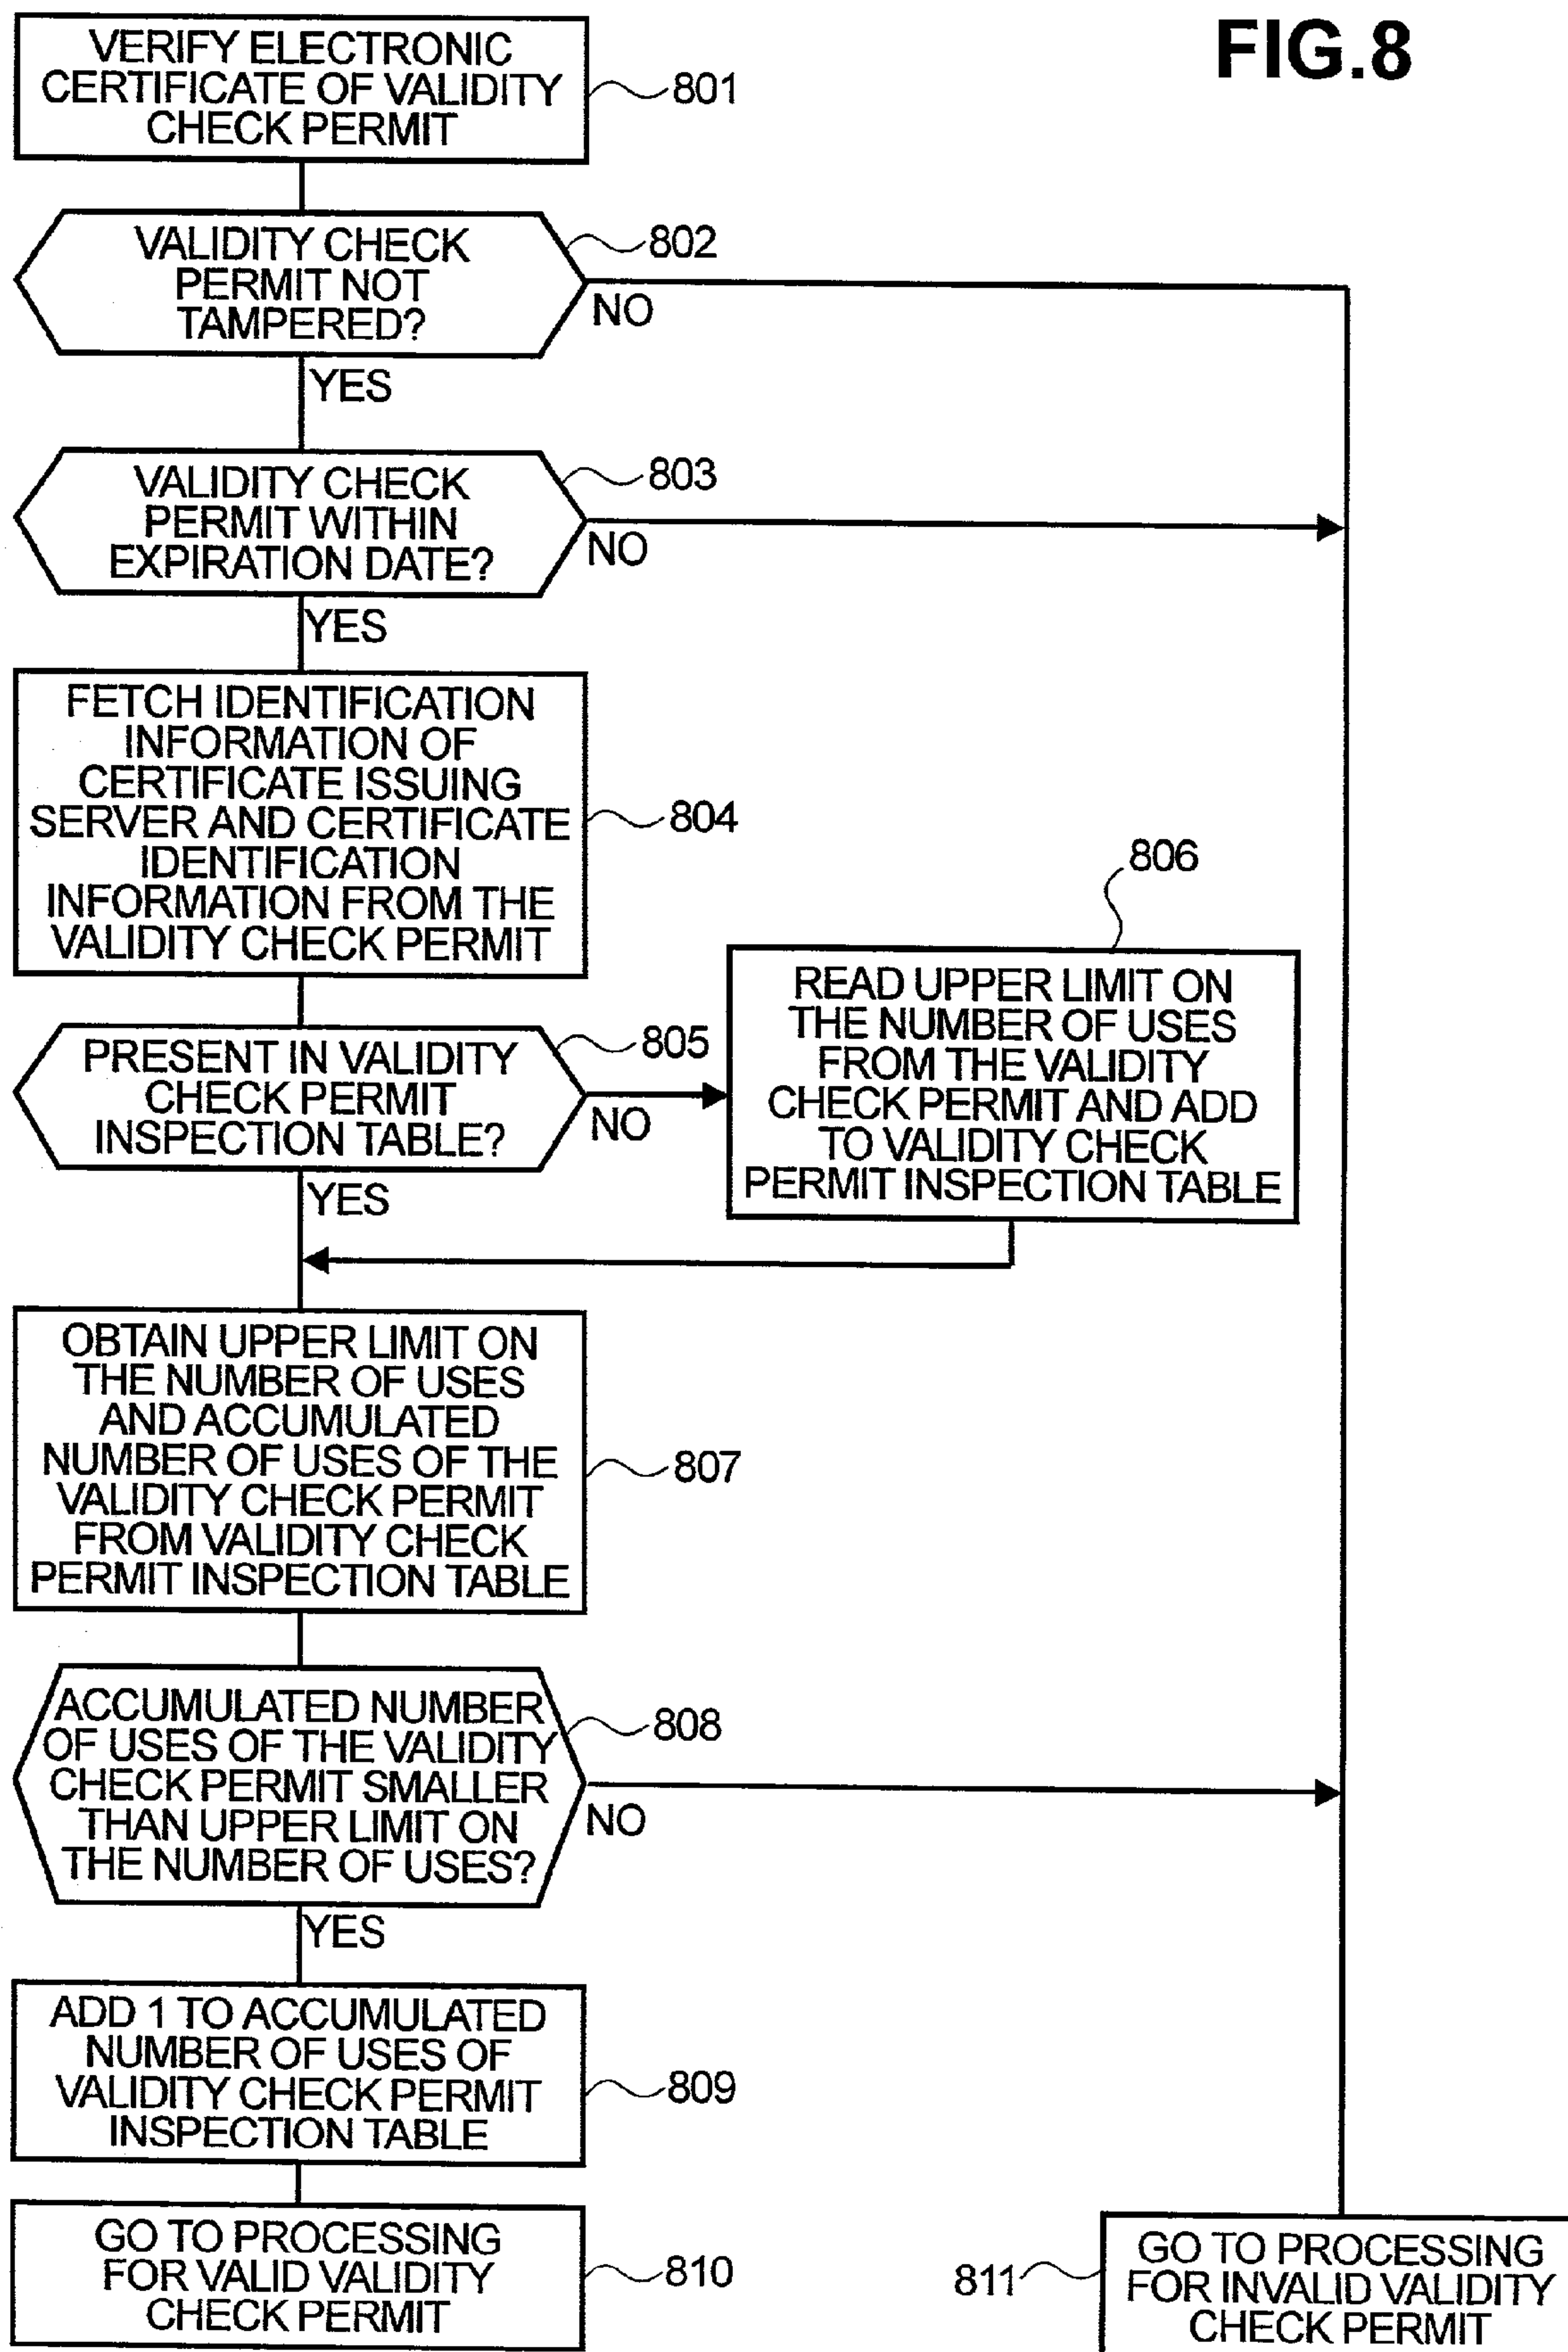 FIG.8
VERIFY ELECTRONIC
CERTIFICATE OF VALIDITY
CHECK PERMIT
801
VALIDITY CHECK
PERMIT NOT
TAMPERED?
802
NO
YES
VALIDITY CHECK
PERMIT WITHIN
EXPIRATION DATE?
803
NO
YES
FETCH IDENTIFICATION
INFORMATION OF
CERTIFICATE ISSUING
SERVER AND CERTIFICATE
IDENTIFICATION
INFORMATION FROM THE
VALIDITY CHECK PERMIT
804
PRESENT IN VALIDITY
CHECK PERMIT
INSPECTION TABLE?
805
NO
YES
806
READ UPPER LIMIT ON
THE NUMBER OF USES
FROM THE VALIDITY
CHECK PERMIT AND ADD
TO VALIDITY CHECK
PERMIT INSPECTION TABLE
OBTAIN UPPER LIMIT ON
THE NUMBER OF USES
AND ACCUMULATED
NUMBER OF USES OF THE
VALIDITY CHECK PERMIT
FROM VALIDITY CHECK
PERMIT INSPECTION TABLE
807
ACCUMULATED NUMBER
OF USES OF THE VALIDITY
CHECK PERMIT SMALLER
THAN UPPER LIMIT ON
THE NUMBER OF USES?
808
NO
YES
ADD 1 TO ACCUMULATED
NUMBER OF USES OF
VALIDITY CHECK PERMIT
INSPECTION TABLE
809
GO TO PROCESSING
FOR VALID VALIDITY
CHECK PERMIT
810
811
GO TO PROCESSING
FOR INVALID VALIDITY
CHECK PERMIT